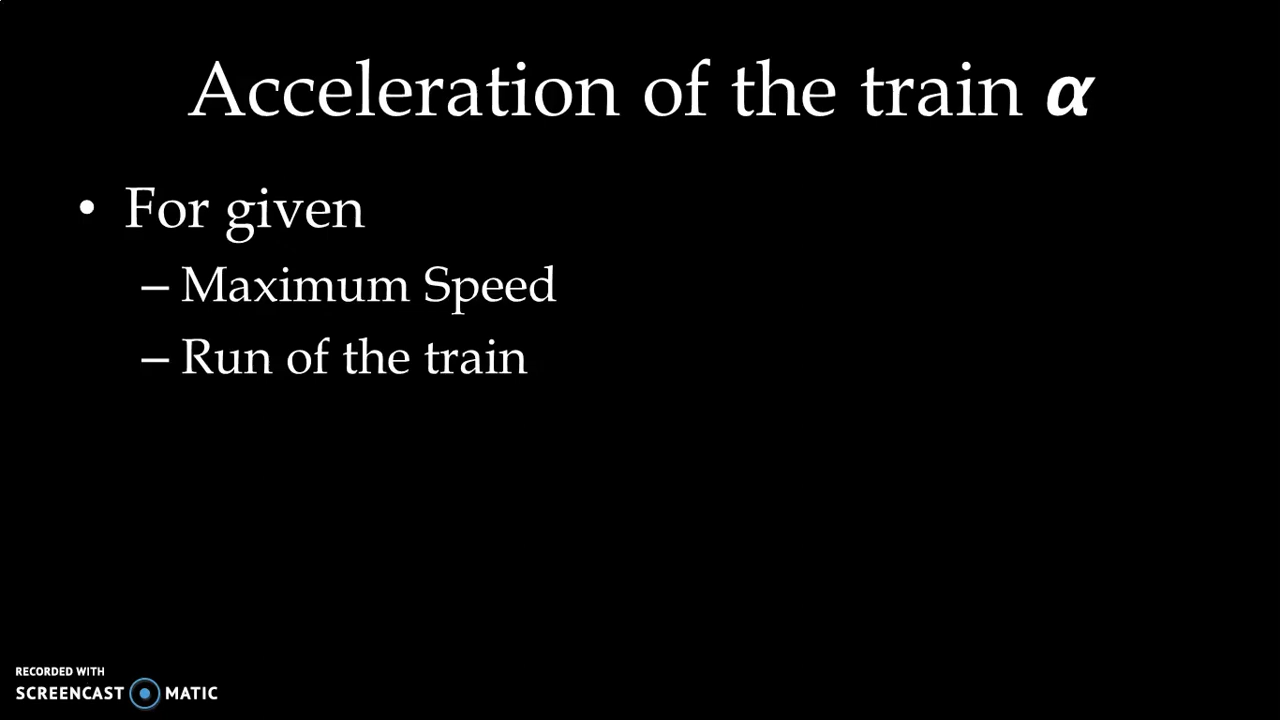 Acceleration of the train α
• For given
– Maximum Speed
– Run of the train
RECORDED WITH
SCREENCAST MATIC